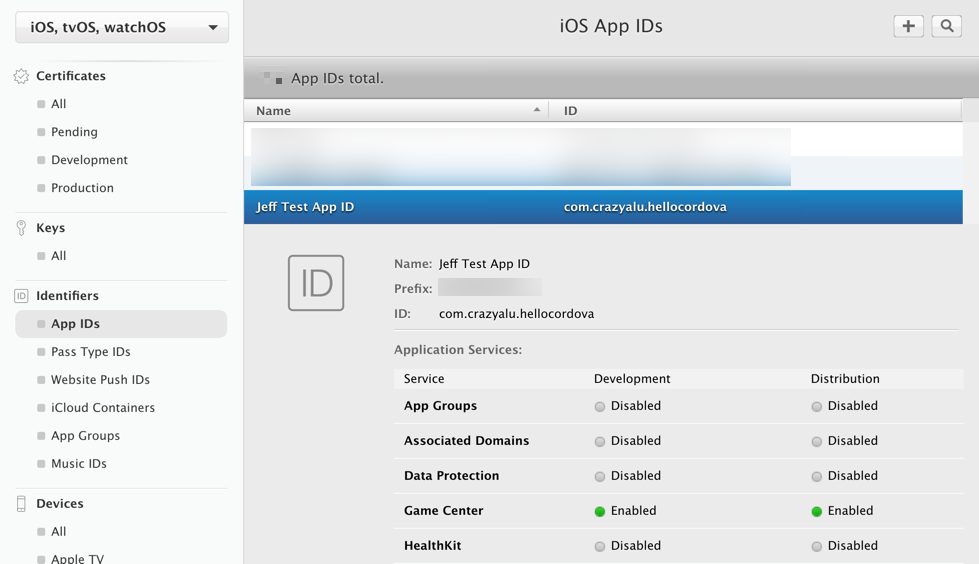 iOS, tvOS, watchOS
Certificates
All
Pending
Development
Production
Keys
All
ID Identifiers
App IDs
Pass Type IDs
Website Push IDs
iCloud Containers
App Groups
Music IDs
Devices
All
Apple TV
iOS App IDs
App IDs total.
Name ID
Jeff Test App ID com.crazyalu.hellocordova
ID
Name: Jeff Test App ID
Prefix:
ID: com.crazyalu.hellocordova
Application Services:
Service Development Distribution
App Groups Disabled Disabled
Associated Domains Disabled Disabled
Data Protection Disabled Disabled
Game Center Enabled Enabled
HealthKit Disabled Disabled